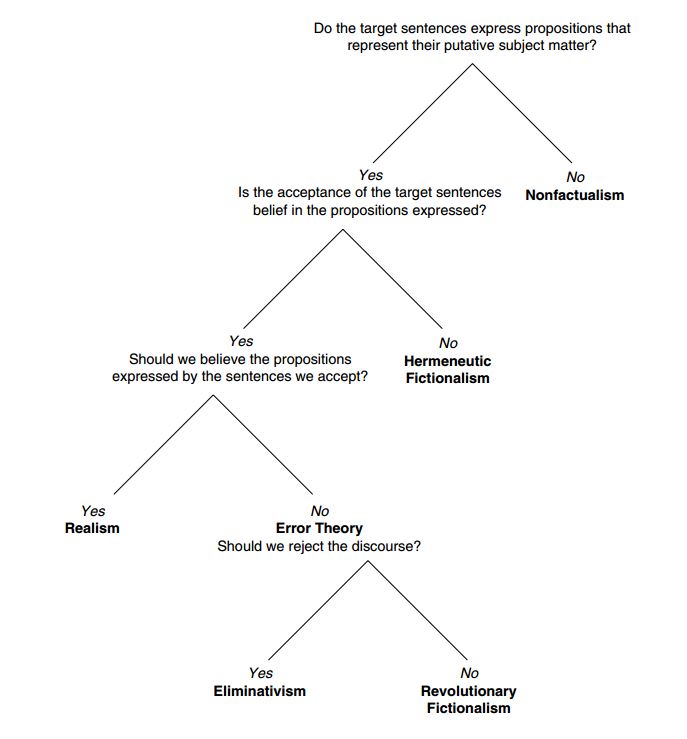 Do the target sentences express propositions that
represent their putative subject matter?
Yes
No
Is the acceptance of the target sentences
belief in the propositions expressed?
Nonfactualism
Yes
No
Should we believe the propositions
expressed by the sentences we accept?
Hermeneutic
Fictionalism
Yes
No
Realism
Error Theory
Should we reject the discourse?
Yes
No
Eliminativism
Revolutionary
Fictionalism